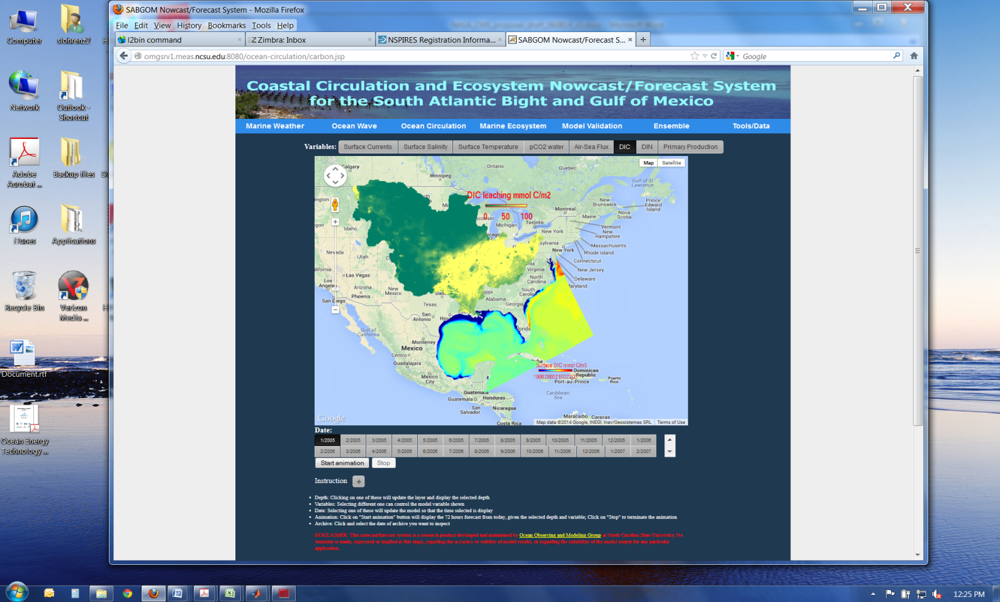 SABGOM Nowcast/Forecast System - Mozilla Firefox
File Edit View History Bookmarks Tools Help
l2bin command
Zimbra: Inbox
NSPIRES Registration Informa...
SABGOM Nowcast/Forecast S...
omgsrv1.meas.ncsu.edu:8080/ocean-circulation/carbon.jsp
Google
Computer
slohrenz2
Network
Outlook - Shortcut
Adobe Acrobat ...
Backup files
iTunes
Applications
Recycle Bin
Verizon Media ...
Document.rtf
Ocean Energy Technology ...
Coastal Circulation and Ecosystem Nowcast/Forecast System
for the South Atlantic Bight and Gulf of Mexico
Marine Weather Ocean Wave Ocean Circulation Marine Ecosystem Model Validation Ensemble Tools/Data
Variables: Surface Currents Surface Salinity Surface Temperature pCO2 water Air-Sea Flux DIC DIN Primary Production
Map Satellite
Calgary
Ontario
Quebec
Winnipeg
Gulf of St Lawrence
DIC leaching mmol C/m2
0 50 100
New Brunswick
Prince Edward Island
Nova Scotia
Montreal
Maine
Toronto
Michigan
Vermont
New Hampshire
New York
Massachusetts
Rhode Island
New York
Connecticut
New Jersey
Delaware
Maryland
Idaho
Nevada
Utah
Las Vegas
Los Angeles
Arizona
Phoenix
New Mexico
San Diego
Virginia
North Carolina
Alabama
Georgia
Texas
San Antonio
Gulf of California
Monterrey
Mexico
Guadalajara
Mexico City
Surface DIC mmol C/m3
Dominican Republic
Port-au-Prince
Puerto Rico
Caribbean Sea
Guatemala
Guatemala
Honduras
San Salvador
Nicaragua
Maracaibo
Caracas
Costa Rica
Google
Map data ©2014 Google, INEGI, Inav/Geosistemas SRL Terms of Use
Date:
1/2005 2/2005 3/2005 4/2005 5/2005 6/2005 7/2005 8/2005 9/2005 10/2005 11/2005 12/2005 1/2006
2/2006 3/2006 4/2006 5/2006 6/2006 7/2006 8/2006 9/2006 10/2006 11/2006 12/2006 1/2007 2/2007
Start animation Stop
Instruction +
Depth: Clicking on one of these will update the layer and display the selected depth
Variables: Selecting different one can control the model variable shown
Date: Selecting one of these will update the model so that the time selected is display
Animation: Click on "Start animation" button will display the 72 hours forecast from today, given the selected depth and variable; Click on "Stop" to terminate the animation
Archive: Click and select the date of archive you want to inspect
DISCLAIMER: This nowcast/forecast system is a research product developed and maintained by Ocean Observing and Modeling Group at North Carolina State University. No
warranty is made, expressed or implied at this stage, regarding the accuracy or validity of model results, or regarding the suitability of the model output for any particular
application.
12:25 PM